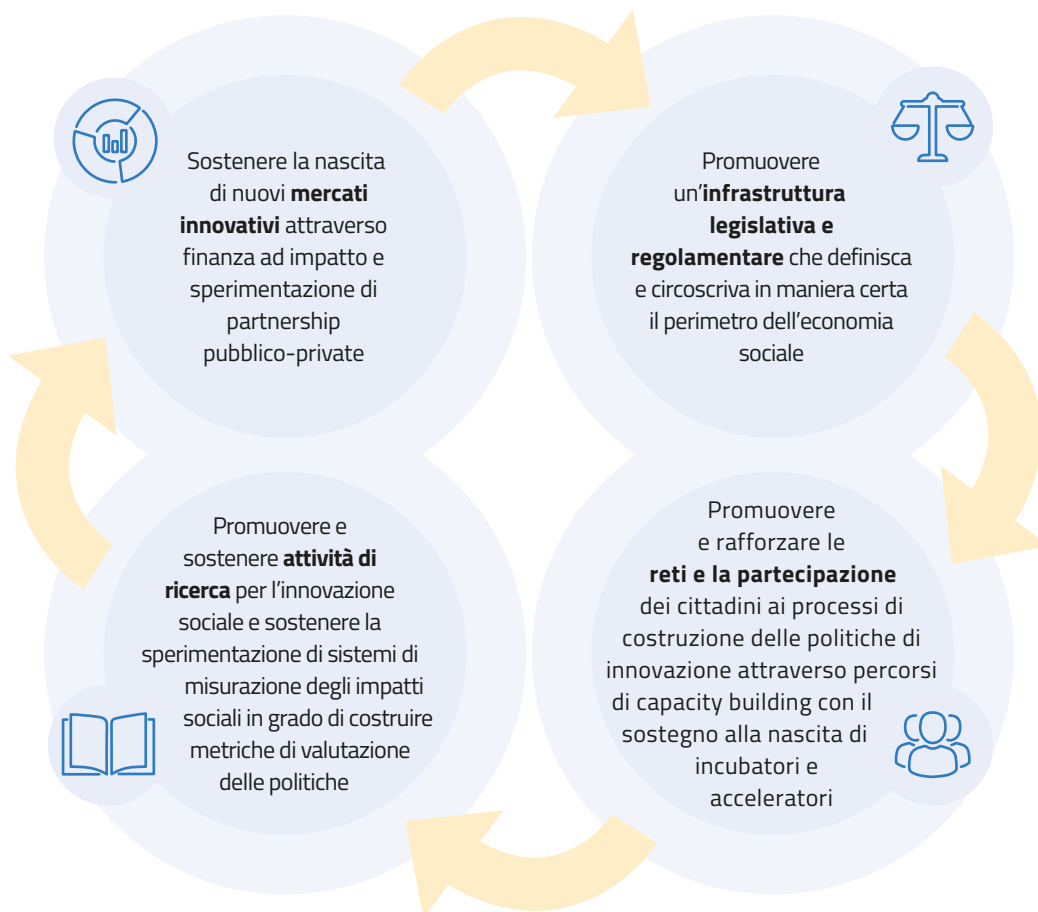 Sostenere la nascita
di nuovi mercati
innovativi attraverso
finanza ad impatto e
sperimentazione di
partnership
pubblico-private
Promuovere
un'infrastruttura
legislativa e
regolamentare che definisca
e circoscriva in maniera certa
il perimetro dell'economia
sociale
Promuovere
e rafforzare le
reti e la partecipazione
dei cittadini ai processi di
costruzione delle politiche di
innovazione attraverso percorsi
di capacity building con il
sostegno alla nascita di
incubatori e
acceleratori
Promuovere e
sostenere attività di
ricerca per l'innovazione
sociale e sostenere la
sperimentazione di sistemi di
misurazione degli impatti
sociali in grado di costruire
metriche di valutazione
delle politiche